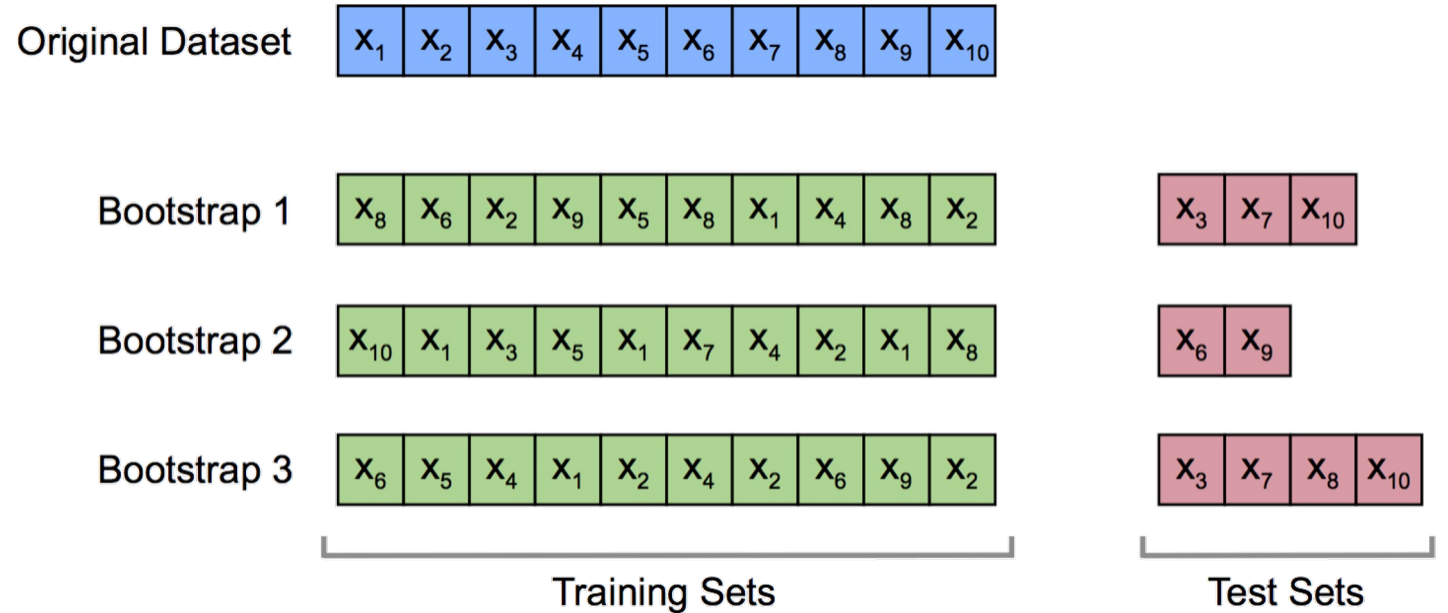 Original Dataset x₁ x₂ x₃ x₄ x₅ x₆ x₇ x₈ x₉ x₁₀
Bootstrap 1 x₈ x₆ x₂ x₉ x₅ x₈ x₁ x₄ x₈ x₂ x₃ x₇ x₁₀
Bootstrap 2 x₁₀ x₁ x₃ x₅ x₁ x₇ x₄ x₂ x₁ x₈ x₆ x₉
Bootstrap 3 x₆ x₅ x₄ x₁ x₂ x₄ x₂ x₆ x₉ x₂ x₃ x₇ x₈ x₁₀
Training Sets Test Sets